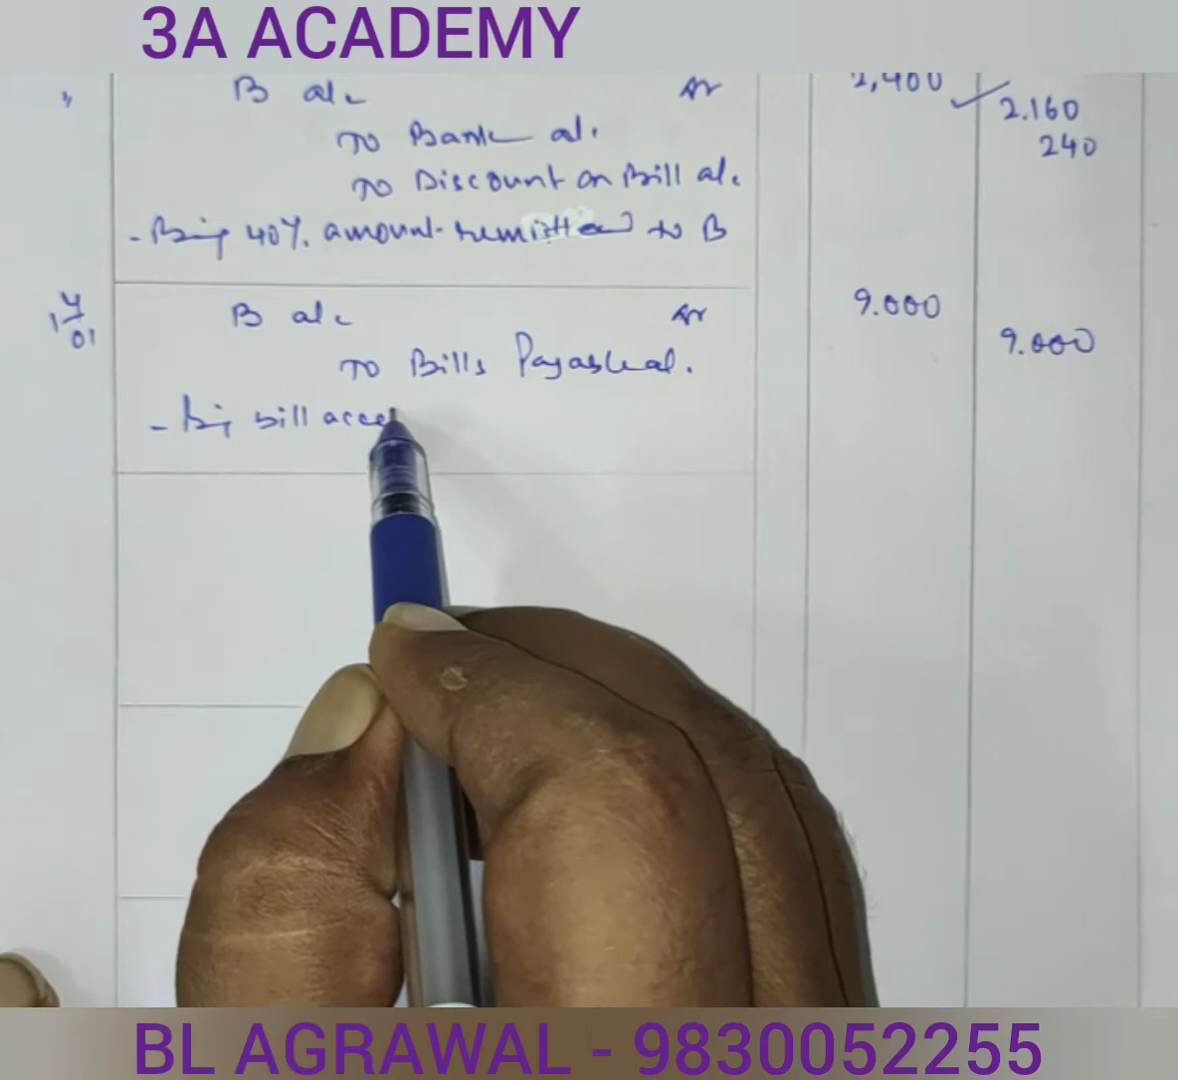 3A ACADEMY
" B a/c Dr 2,400
To Bank a/c. 2.160
To Discount on Bill a/c. 240
- Being 40% amount remitted to B
1/4/01 B a/c Dr 9.000
To Bills Payable a/c. 9.000
- Being bill accep
BL AGRAWAL - 9830052255